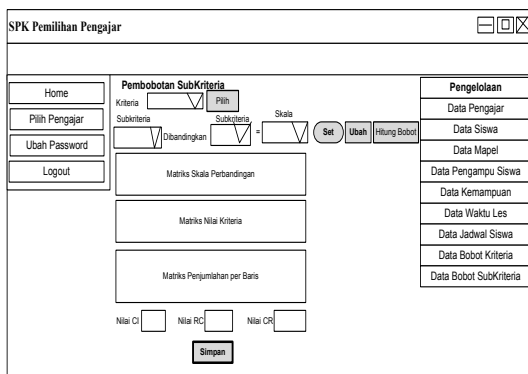 SPK Pemilihan Pengajar
Home
Pilih Pengajar
Ubah Password
Logout
Pembobotan SubKriteria
Kriteria
Pilih
Subkriteria
Dibandingkan
Subkriteria
=
Skala
Set
Ubah
Hitung Bobot
Matriks Skala Perbandingan
Matriks Nilai Kriteria
Matriks Penjumlahan per Baris
Nilai CI
Nilai RC
Nilai CR
Simpan
Pengelolaan
Data Pengajar
Data Siswa
Data Mapel
Data Pengampu Siswa
Data Kemampuan
Data Waktu Les
Data Jadwal Siswa
Data Bobot Kriteria
Data Bobot SubKriteria